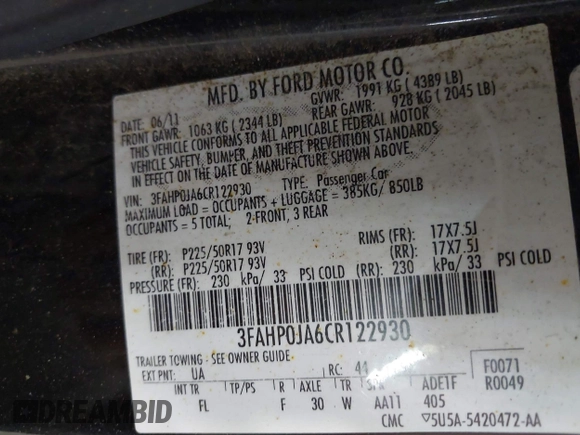 MFD. BY FORD MOTOR CO.
DATE: 06/11 GVWR: 1991 KG ( 4389 LB)
FRONT GAWR: 1063 KG ( 2344 LB) REAR GAWR: 928 KG ( 2045 LB)
THIS VEHICLE CONFORMS TO ALL APPLICABLE FEDERAL MOTOR
VEHICLE SAFETY, BUMPER, AND THEFT PREVENTION STANDARDS
IN EFFECT ON THE DATE OF MANUFACTURE SHOWN ABOVE.
VIN: 3FAHP0JA6CR122930 TYPE: Passenger Car
MAXIMUM LOAD = OCCUPANTS + LUGGAGE = 385KG/ 850LB
OCCUPANTS = 5 TOTAL; 2-FRONT, 3 REAR
TIRE (FR): P225/50R17 93V RIMS (FR): 17X7.5J
(RR): P225/50R17 93V (RR): 17X7.5J
PRESSURE (FR): 230 kPa/ 33 PSI COLD (RR): 230 kPa/ 33 PSI COLD
3FAHP0JA6CR122930
TRAILER TOWING - SEE OWNER GUIDE.
EXT PNT: UA RC: 44 F0071
R0049
INT TR TP/PS R AXLE TR SPR ADE1F
FL F 30 W AA11 405
CMC ▽5U5A-5420472-AA
DREAMBID